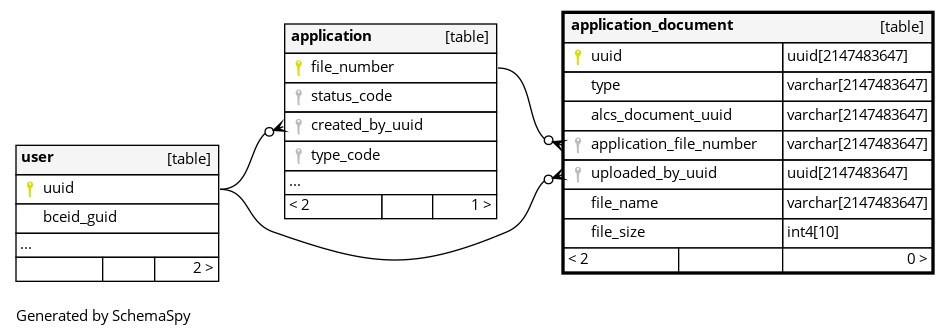 user [table]
uuid
bceid_guid
...
2 >
application [table]
file_number
status_code
created_by_uuid
type_code
...
< 2 1 >
application_document [table]
uuid uuid[2147483647]
type varchar[2147483647]
alcs_document_uuid varchar[2147483647]
application_file_number varchar[2147483647]
uploaded_by_uuid uuid[2147483647]
file_name varchar[2147483647]
file_size int4[10]
< 2 0 >
Generated by SchemaSpy